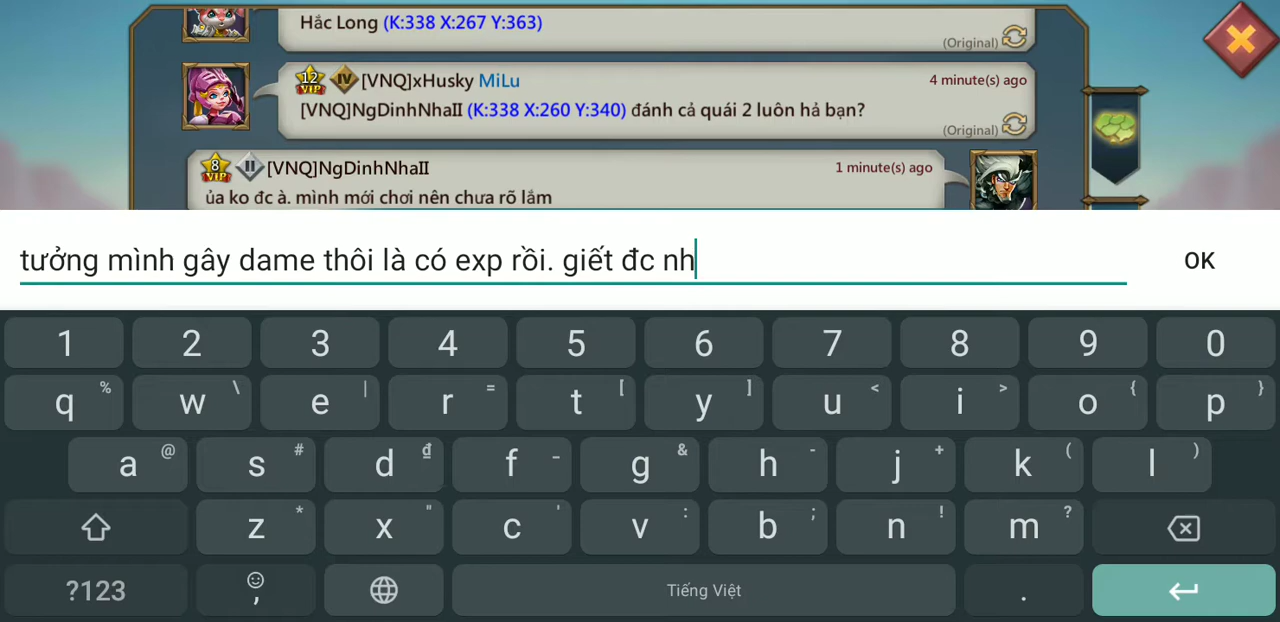 Hắc Long (K:338 X:267 Y:363)
(Original)
12 VIP IV [VNQ]xHusky MiLu 4 minute(s) ago
[VNQ]NgDinhNhaII (K:338 X:260 Y:340) đánh cả quái 2 luôn hả bạn?
(Original)
8 VIP II [VNQ]NgDinhNhaII 1 minute(s) ago
ủa ko đc à. mình mới chơi nên chưa rõ lắm
tưởng mình gây dame thôi là có exp rồi. giết đc nh OK
1 2 3 4 5 6 7 8 9 0
q % w \ e | r = t [ y ] u < i > o { p }
a @ s # d ₫ f _ g & h - j + k ( l )
z * x " c ' v : b ; n ! m ?
?123 , Tiếng Việt .